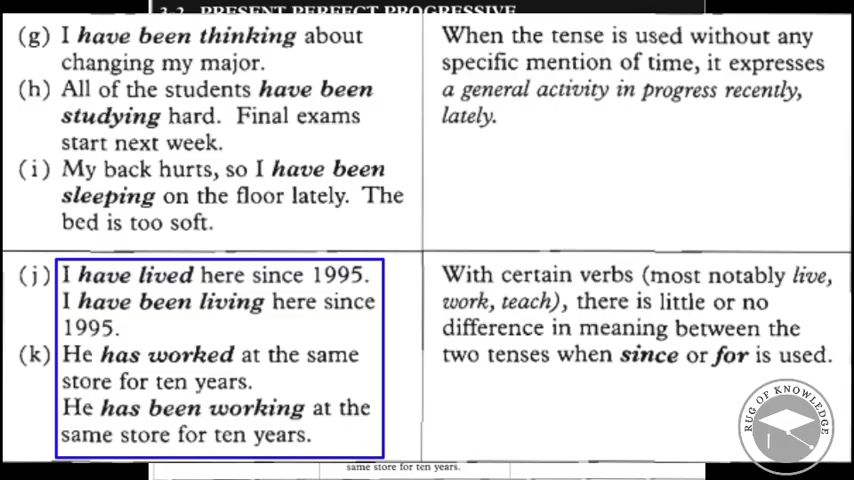 3-2 PRESENT PERFECT PROGRESSIVE
(g) I have been thinking about
changing my major.
(h) All of the students have been
studying hard. Final exams
start next week.
(i) My back hurts, so I have been
sleeping on the floor lately. The
bed is too soft.
When the tense is used without any
specific mention of time, it expresses
a general activity in progress recently,
lately.
(j) I have lived here since 1995.
I have been living here since
1995.
(k) He has worked at the same
store for ten years.
He has been working at the
same store for ten years.
With certain verbs (most notably live,
work, teach), there is little or no
difference in meaning between the
two tenses when since or for is used.
RUG OF KNOWLEDGE
same store for ten years.